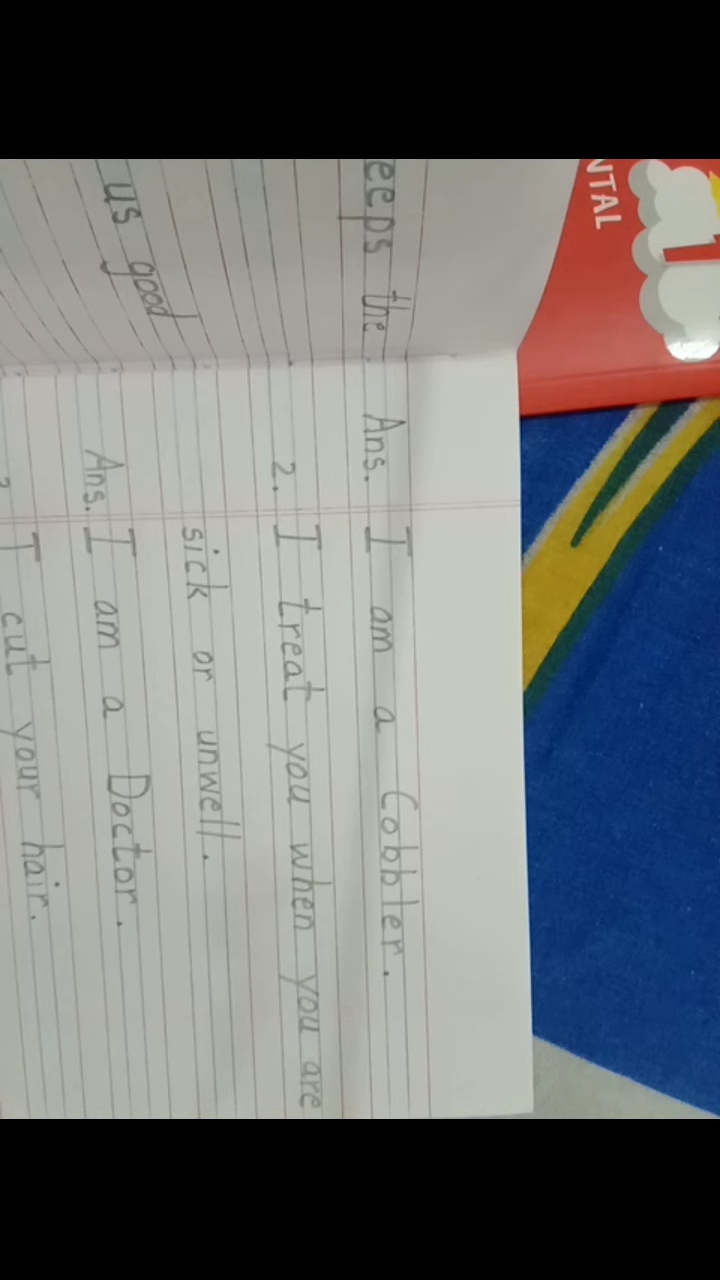 NTAL
eeps the
us good
Ans. I am a Cobbler.
2. I treat you when you are
sick or unwell.
Ans. I am a Doctor.
I cut your hair.